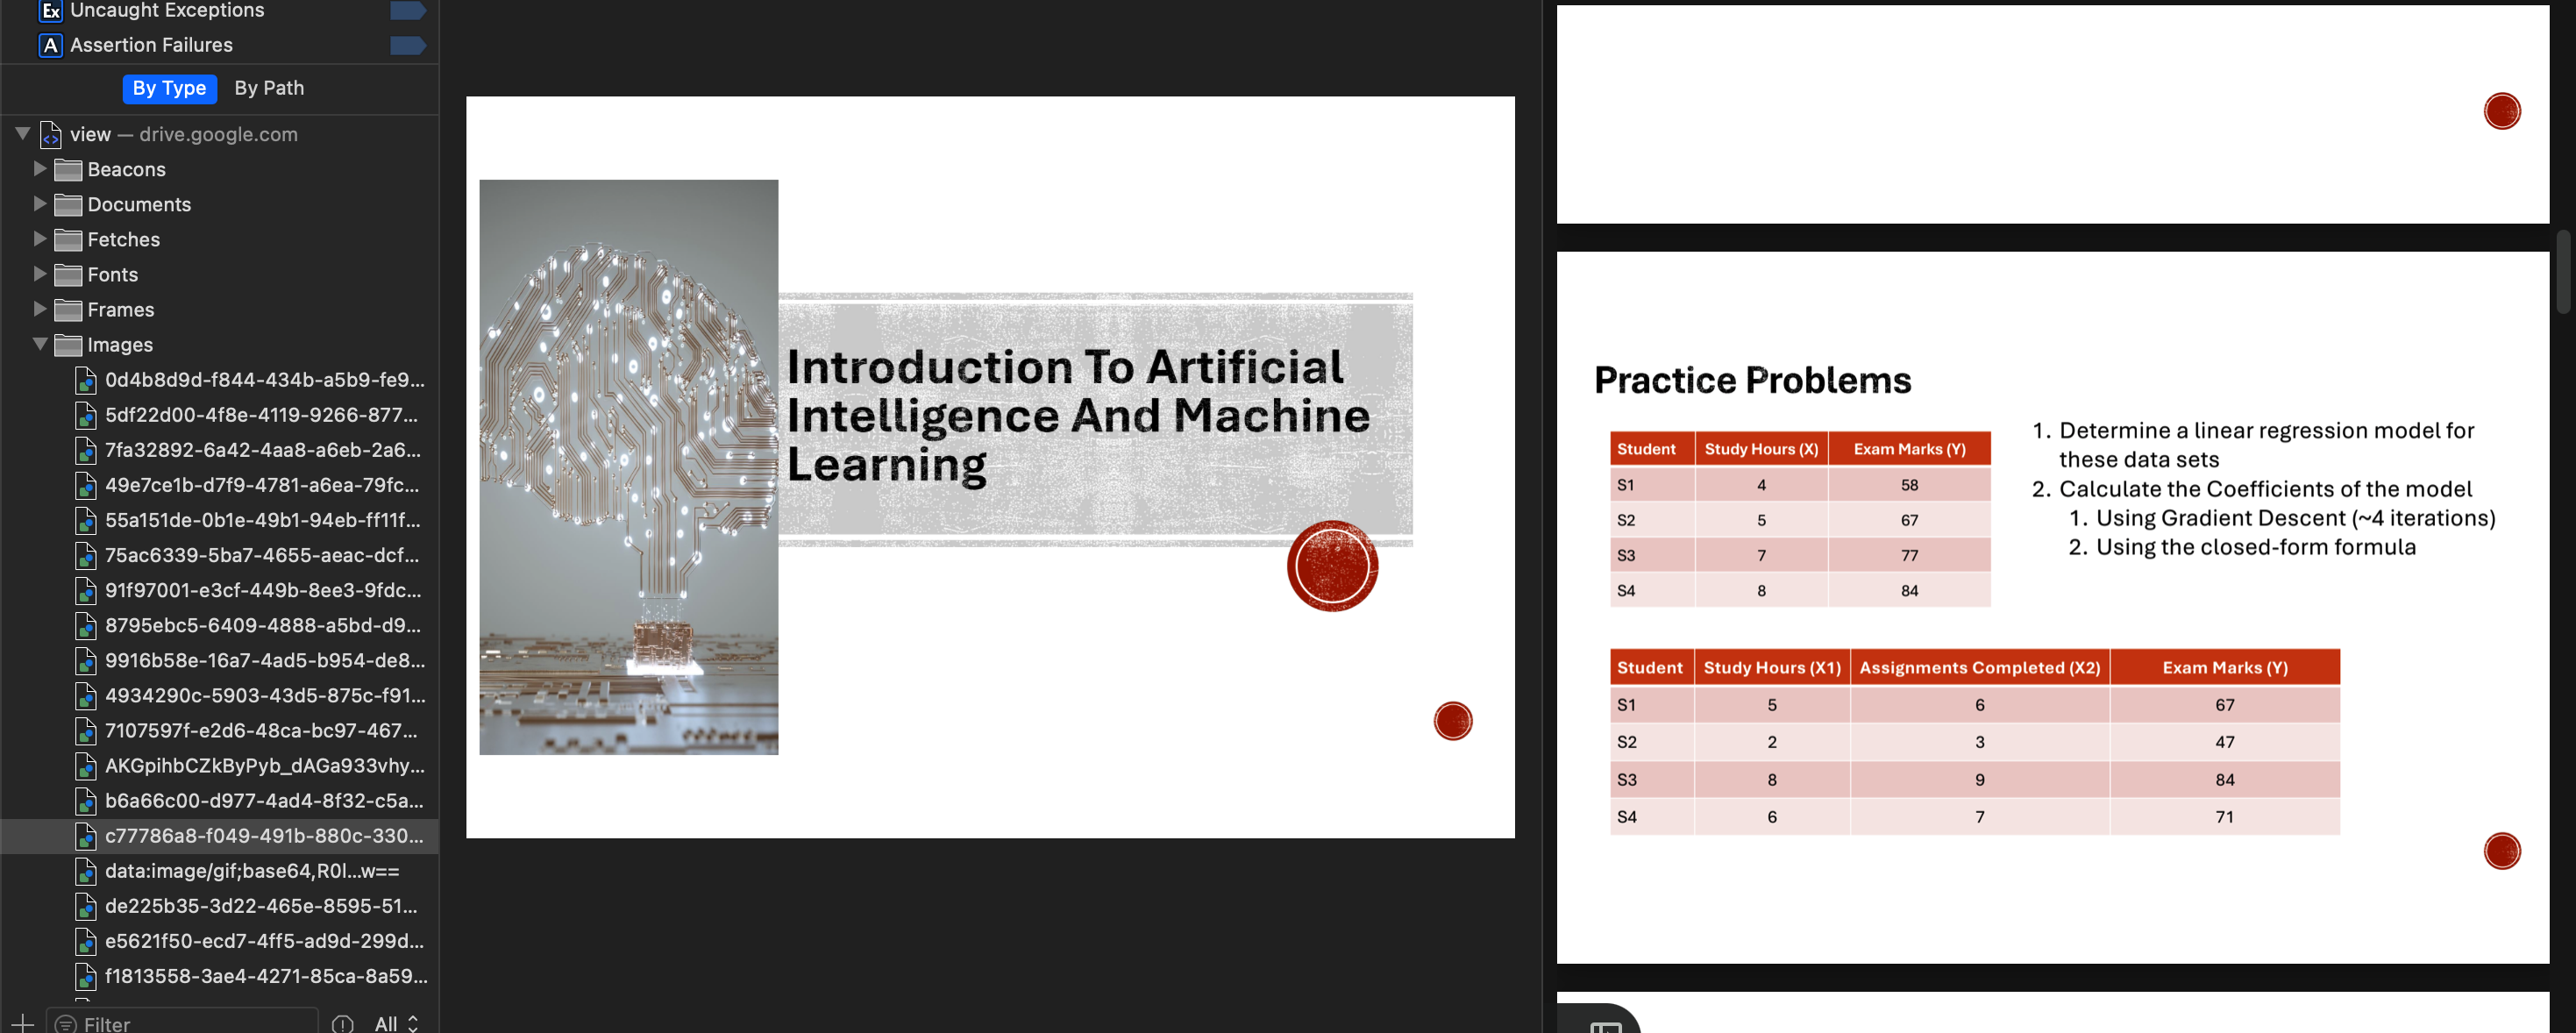 Ex Uncaught Exceptions
A Assertion Failures
By Type By Path
view — drive.google.com
Beacons
Documents
Fetches
Fonts
Frames
Images
0d4b8d9d-f844-434b-a5b9-fe9...
5df22d00-4f8e-4119-9266-877...
7fa32892-6a42-4aa8-a6eb-2a6...
49e7ce1b-d7f9-4781-a6ea-79fc...
55a151de-0b1e-49b1-94eb-ff11f...
75ac6339-5ba7-4655-aeac-dcf...
91f97001-e3cf-449b-8ee3-9fdc...
8795ebc5-6409-4888-a5bd-d9...
9916b58e-16a7-4ad5-b954-de8...
4934290c-5903-43d5-875c-f91...
7107597f-e2d6-48ca-bc97-467...
AKGpihbCZkByPyb_dAGa933vhy...
b6a66c00-d977-4ad4-8f32-c5a...
c77786a8-f049-491b-880c-330...
data:image/gif;base64,R0l...w==
de225b35-3d22-465e-8595-51...
e5621f50-ecd7-4ff5-ad9d-299d...
f1813558-3ae4-4271-85ca-8a59...
Filter All
Introduction To Artificial
Intelligence And Machine
Learning
Practice Problems
Student Study Hours (X) Exam Marks (Y)
S1 4 58
S2 5 67
S3 7 77
S4 8 84
1. Determine a linear regression model for
these data sets
2. Calculate the Coefficients of the model
1. Using Gradient Descent (~4 iterations)
2. Using the closed-form formula
Student Study Hours (X1) Assignments Completed (X2) Exam Marks (Y)
S1 5 6 67
S2 2 3 47
S3 8 9 84
S4 6 7 71